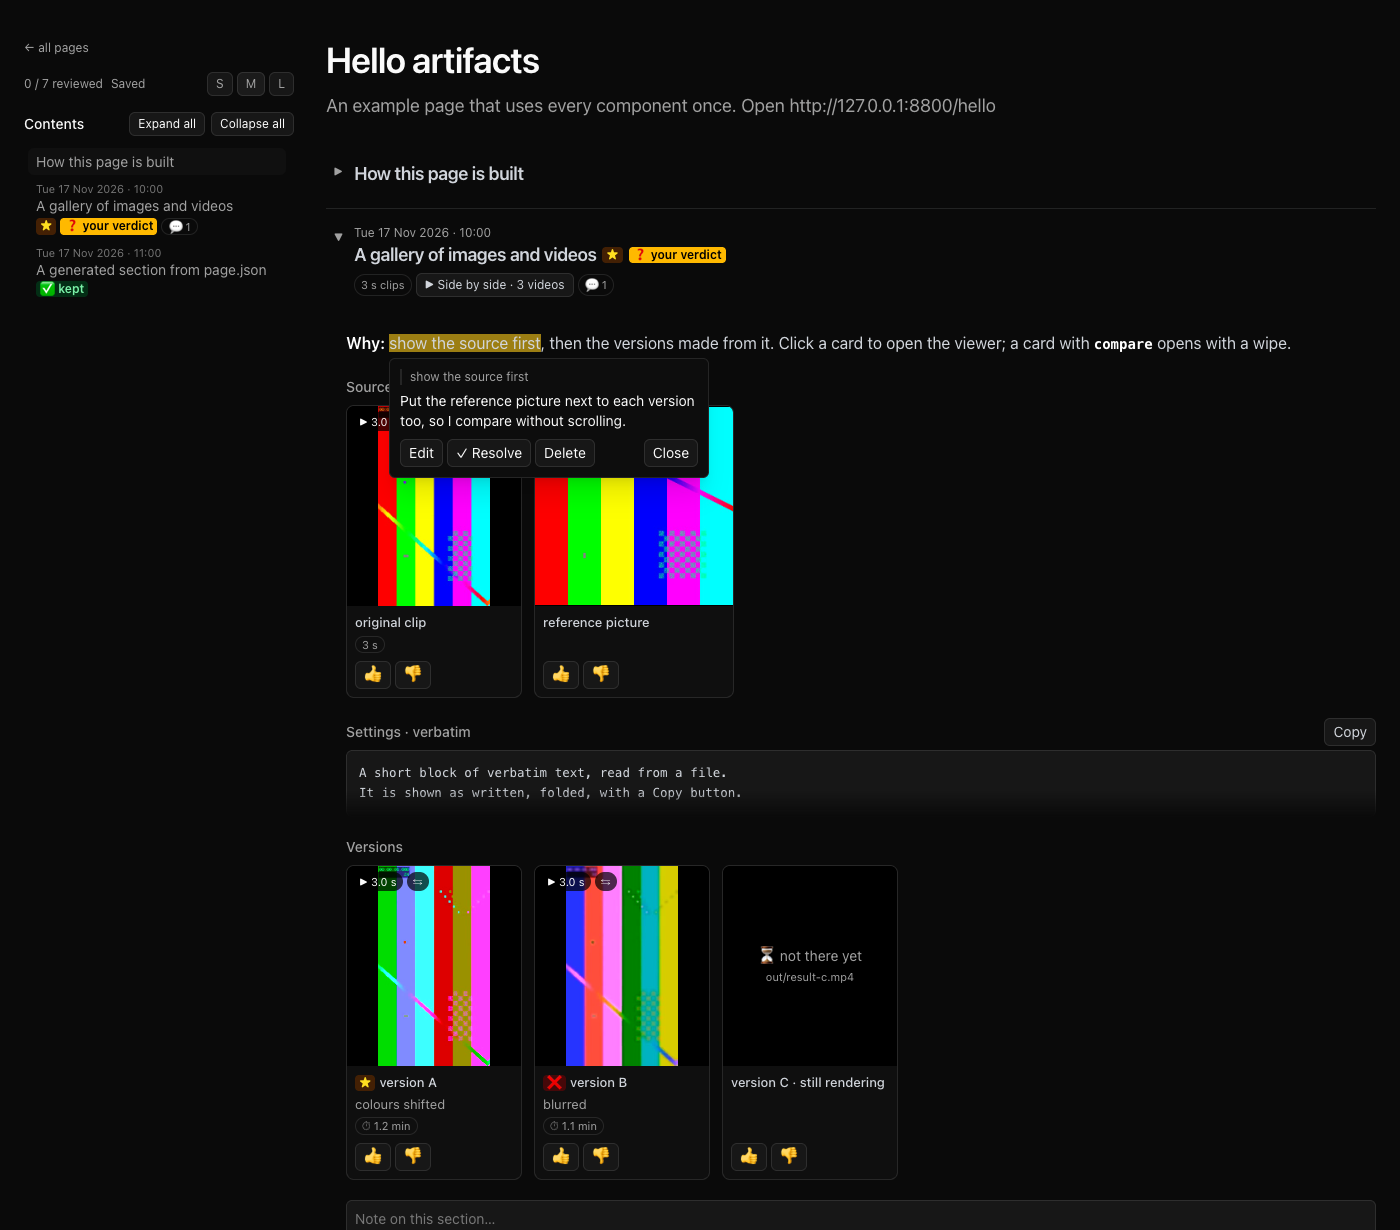 ← all pages
0 / 7 reviewed Saved S M L
Contents Expand all Collapse all
How this page is built
Tue 17 Nov 2026 · 10:00
A gallery of images and videos
⭐ ❓ your verdict 💬 1
Tue 17 Nov 2026 · 11:00
A generated section from page.json
✅ kept
Hello artifacts
An example page that uses every component once. Open http://127.0.0.1:8800/hello
▶ How this page is built
▼ Tue 17 Nov 2026 · 10:00
A gallery of images and videos ⭐ ❓ your verdict
3 s clips ▶ Side by side · 3 videos 💬 1
Why: show the source first, then the versions made from it. Click a card to open the viewer; a card with compare opens with a wipe.
show the source first
Put the reference picture next to each version
too, so I compare without scrolling.
Edit ✓ Resolve Delete Close
Source
▶ 3.0
original clip
3 s
👍 👎
reference picture
👍 👎
Settings · verbatim Copy
A short block of verbatim text, read from a file.
It is shown as written, folded, with a Copy button.
Versions
▶ 3.0 s ⇆
⭐ version A
colours shifted
⏱ 1.2 min
👍 👎
▶ 3.0 s ⇆
❌ version B
blurred
⏱ 1.1 min
👍 👎
⏳ not there yet
out/result-c.mp4
version C · still rendering
👍 👎
Note on this section...